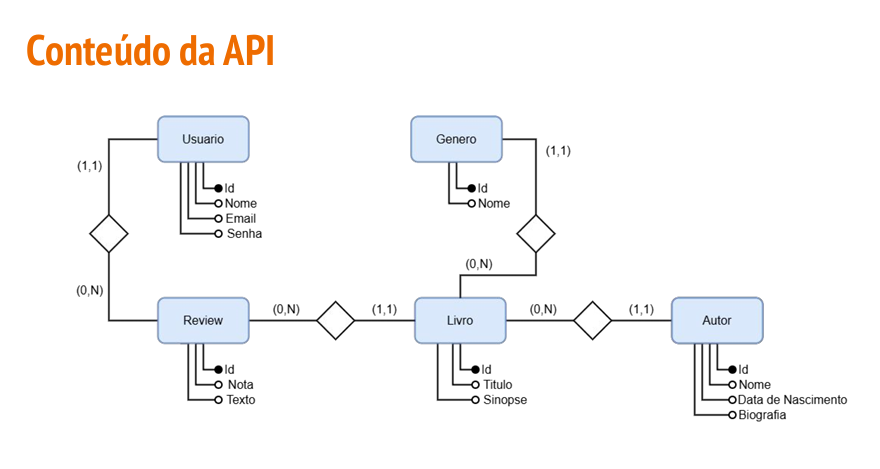 Conteúdo da API
Usuario
Genero
(1,1)
(1,1)
Id
Nome
Email
Senha
Id
Nome
(0,N)
(0,N)
Review
(0,N)
(1,1)
Livro
(0,N)
(1,1)
Autor
Id
Nota
Texto
Id
Titulo
Sinopse
Id
Nome
Data de Nascimento
Biografia